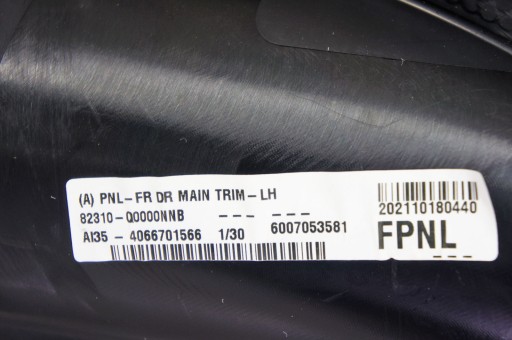 (A) PNL-FR DR MAIN TRIM-LH
82310-Q0000NNB --- ---
AI35-4066701566 1/30 6007053581
202110180440
FPNL